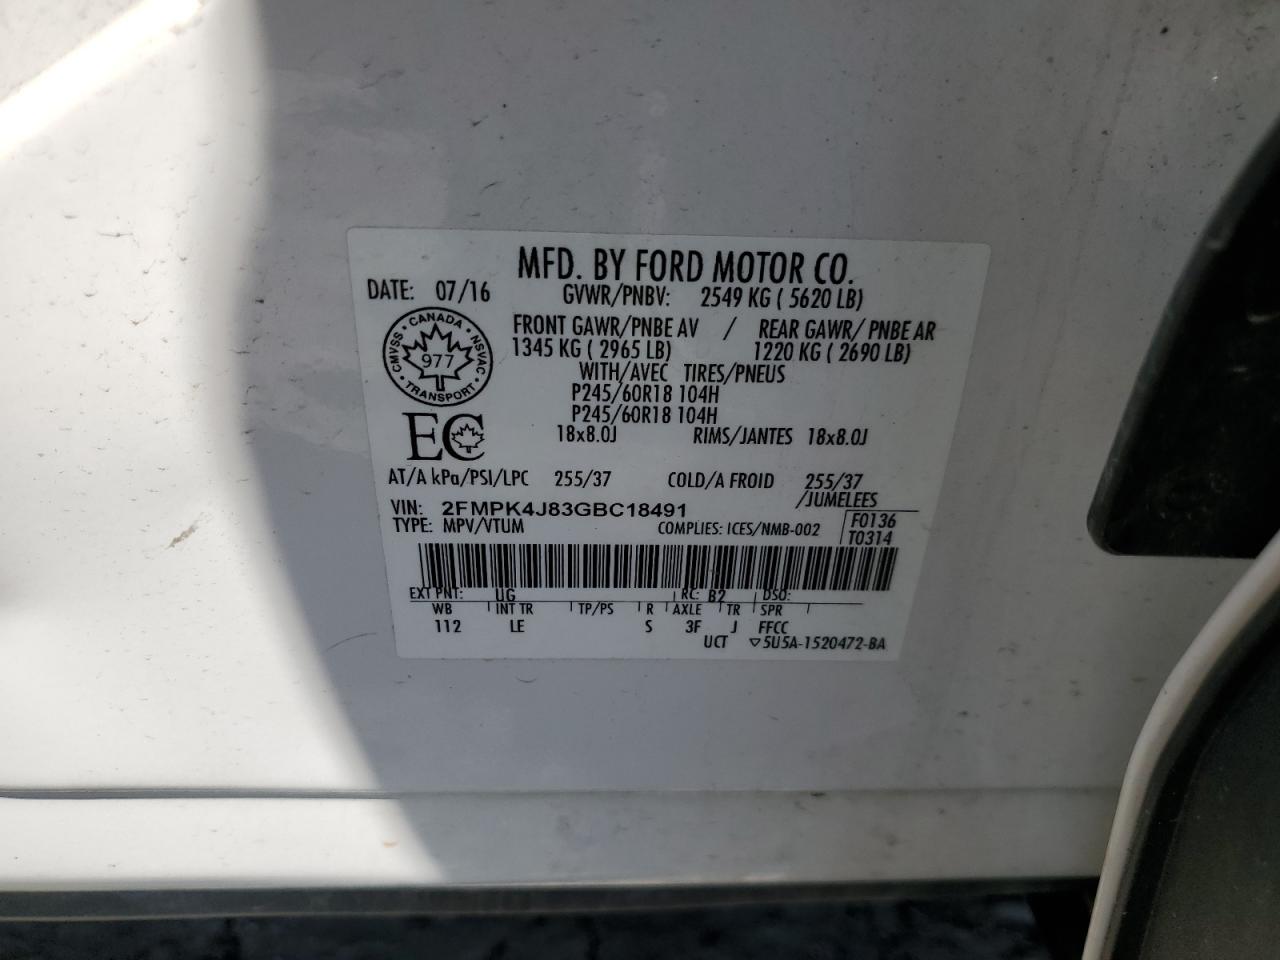 MFD. BY FORD MOTOR CO.
DATE: 07/16 GVWR/PNBV: 2549 KG ( 5620 LB)
FRONT GAWR/PNBE AV / REAR GAWR/ PNBE AR
1345 KG ( 2965 LB) 1220 KG ( 2690 LB)
WITH/AVEC TIRES/PNEUS
P245/60R18 104H
P245/60R18 104H
18x8.0J RIMS/JANTES 18x8.0J
CANADA
CMVSS NSVAC
977
TRANSPORT
EC
AT/A kPa/PSI/LPC 255/37 COLD/A FROID 255/37
/JUMELEES
VIN: 2FMPK4J83GBC18491
TYPE: MPV/VTUM COMPLIES: ICES/NMB-002
F0136
T0314
EXT PNT: UG RC: B2 DSO:
WB INT TR TP/PS R AXLE TR SPR
112 LE S 3F J FFCC
UCT ▽5U5A-1520472-BA